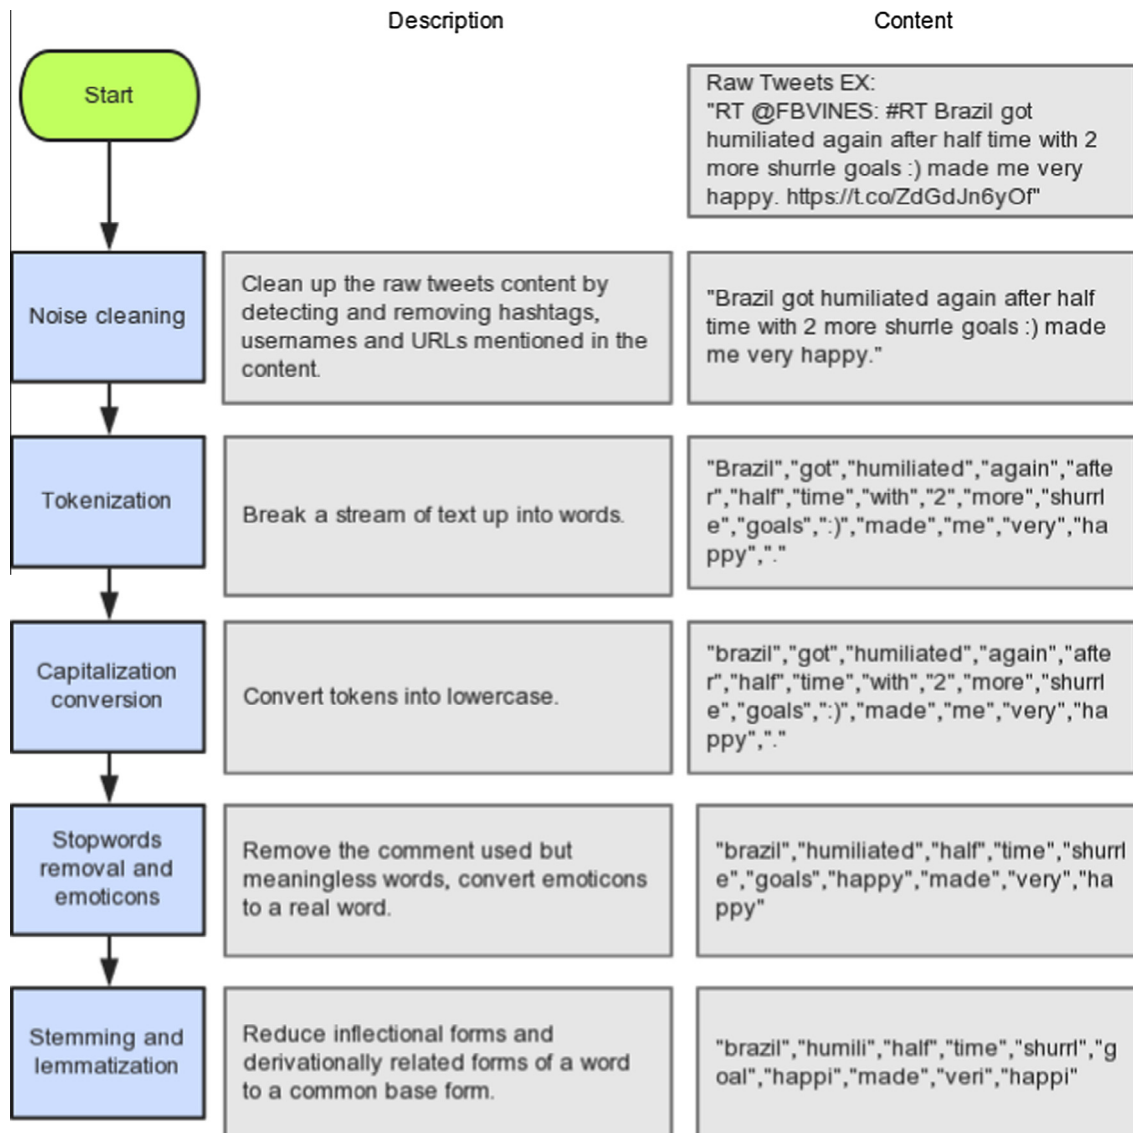 Description
Content
Start
Raw Tweets EX:
"RT @FBVINES: #RT Brazil got
humiliated again after half time with 2
more shurrle goals :) made me very
happy. https://t.co/ZdGdJn6yOf"
Noise cleaning
Clean up the raw tweets content by
detecting and removing hashtags,
usernames and URLs mentioned in the
content.
"Brazil got humiliated again after half
time with 2 more shurrle goals :) made
me very happy."
Tokenization
Break a stream of text up into words.
"Brazil","got","humiliated","again","afte
r","half","time","with","2","more","shurrl
e","goals",":)","made","me","very","ha
ppy","."
Capitalization
conversion
Convert tokens into lowercase.
"brazil","got","humiliated","again","afte
r","half","time","with","2","more","shurrl
e","goals",":)","made","me","very","ha
ppy","."
Stopwords
removal and
emoticons
Remove the comment used but
meaningless words, convert emoticons
to a real word.
"brazil","humiliated","half","time","shurrl
e","goals","happy","made","very","ha
ppy"
Stemming and
lemmatization
Reduce inflectional forms and
derivationally related forms of a word
to a common base form.
"brazil","humili","half","time","shurrl","g
oal","happi","made","veri","happi"